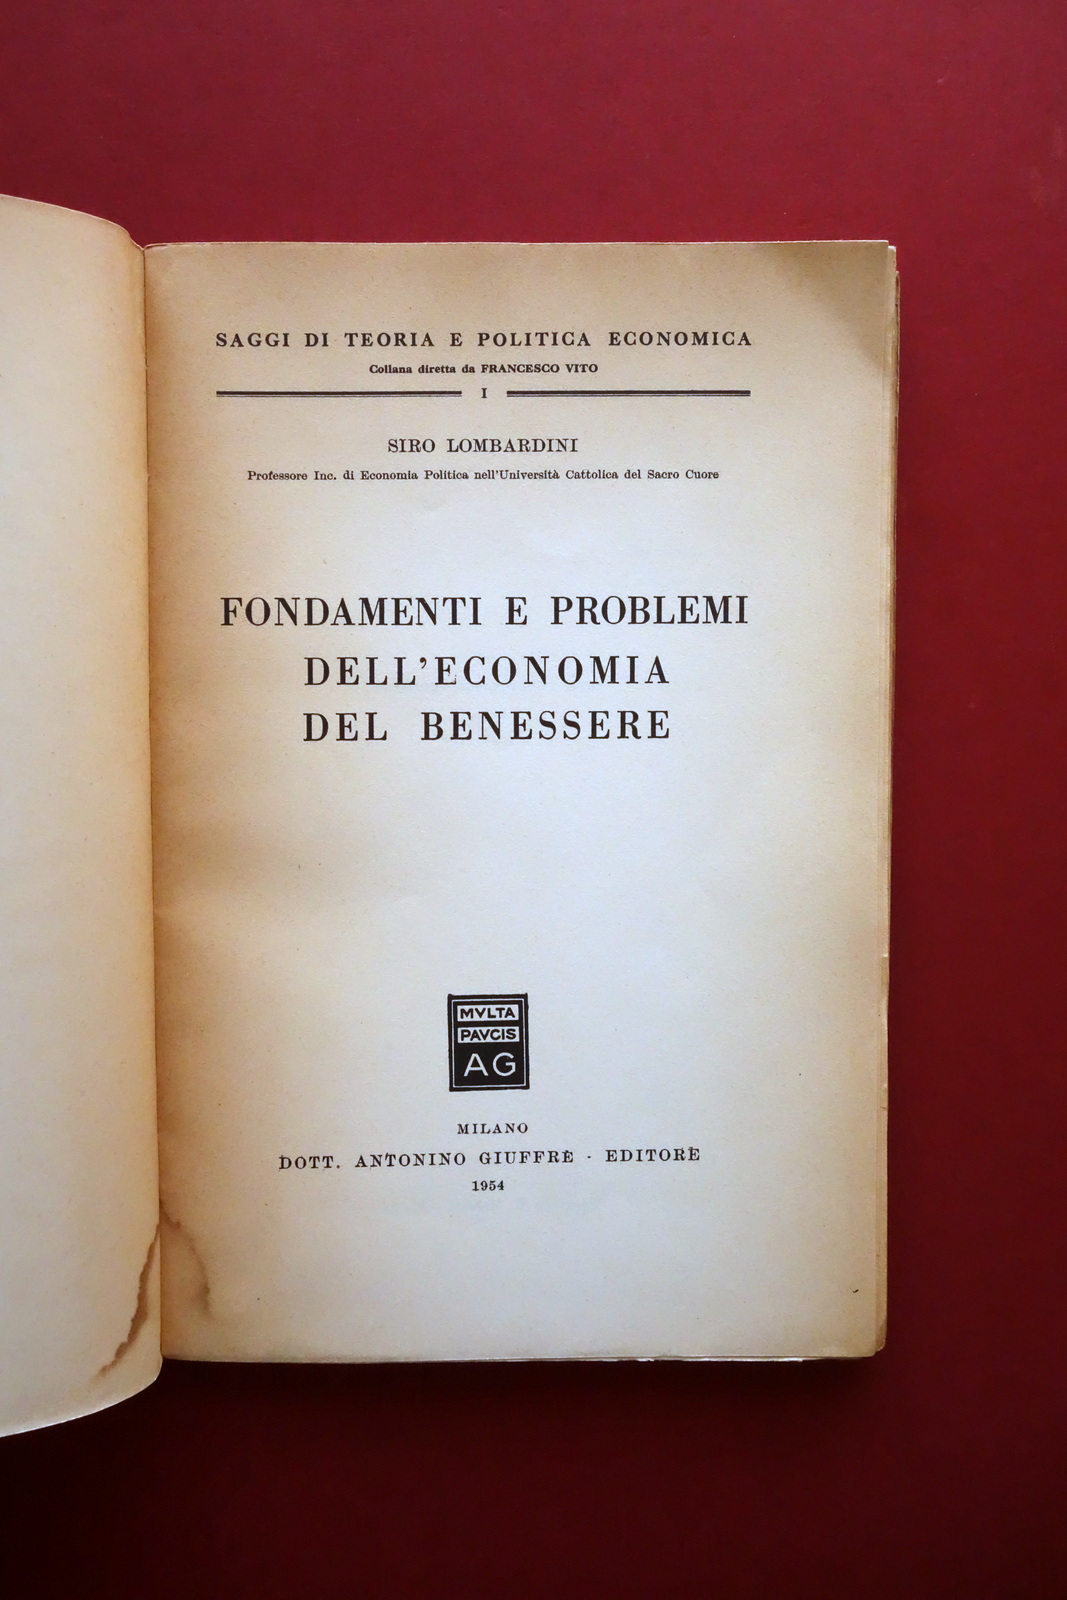 SAGGI DI TEORIA E POLITICA ECONOMICA
Collana diretta da FRANCESCO VITO
I
SIRO LOMBARDINI
Professore Inc. di Economia Politica nell'Università Cattolica del Sacro Cuore
FONDAMENTI E PROBLEMI
DELL'ECONOMIA
DEL BENESSERE
MVLTA
PAVCIS
AG
MILANO
DOTT. ANTONINO GIUFFRÈ - EDITORE
1954